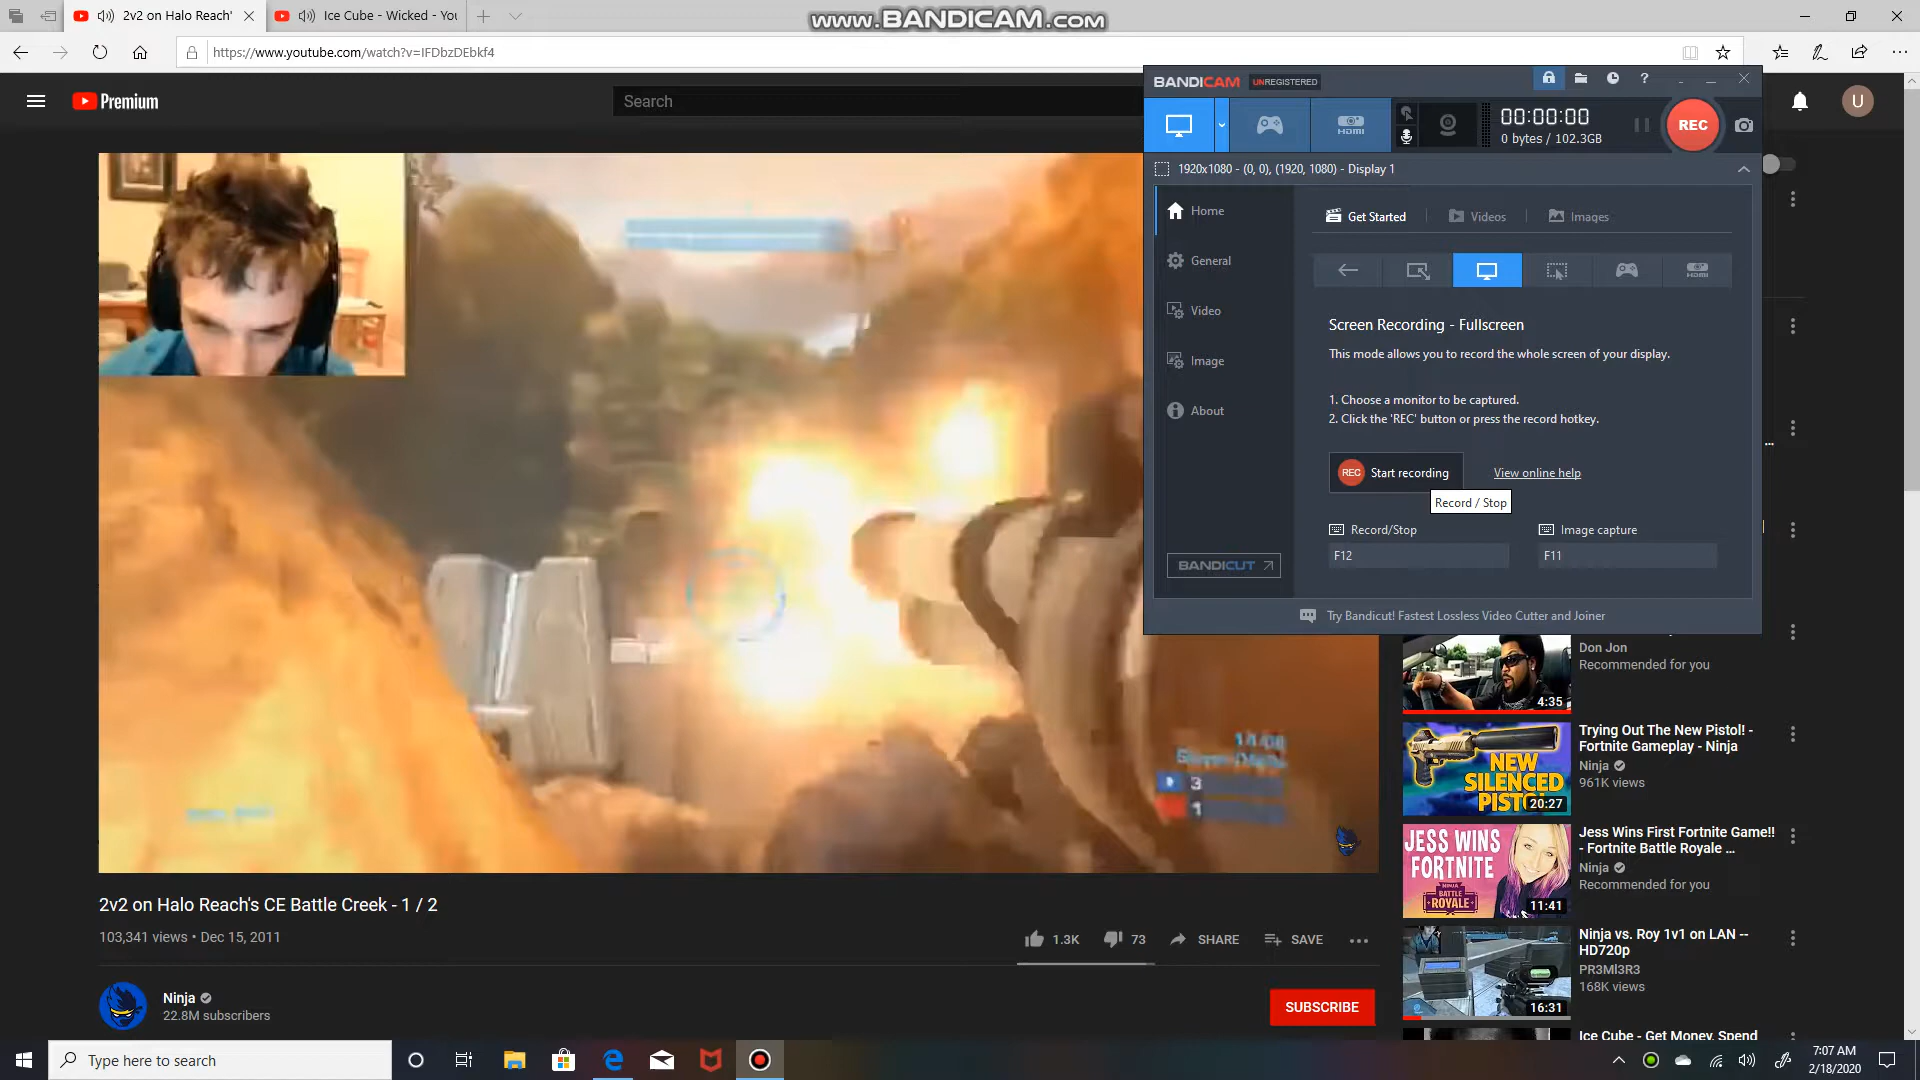 2v2 on Halo Reach'
Ice Cube - Wicked - You
www.BANDICAM.com
https://www.youtube.com/watch?v=IFDbzDEbkf4
Premium
Search
U
BANDICAM UNREGISTERED
?
HDMI
00:00:00
0 bytes / 102.3GB
REC
1920x1080 - (0, 0), (1920, 1080) - Display 1
Home
General
Video
Image
About
BANDICUT
Get Started
Videos
Images
HDMI
Screen Recording - Fullscreen
This mode allows you to record the whole screen of your display.
1. Choose a monitor to be captured.
2. Click the 'REC' button or press the record hotkey.
REC Start recording
View online help
Record / Stop
Record/Stop
Image capture
F12
F11
Try Bandicut! Fastest Lossless Video Cutter and Joiner
3
1
2v2 on Halo Reach's CE Battle Creek - 1 / 2
103,341 views • Dec 15, 2011
1.3K
73
SHARE
SAVE
Ninja
22.8M subscribers
SUBSCRIBE
Don Jon
Recommended for you
4:35
NEW
SILENCED
20:27
Trying Out The New Pistol! -
Fortnite Gameplay - Ninja
Ninja
961K views
JESS WINS
FORTNITE
BATTLE
ROYALE
11:41
Jess Wins First Fortnite Game!!
- Fortnite Battle Royale ...
Ninja
Recommended for you
16:31
Ninja vs. Roy 1v1 on LAN --
HD720p
PR3Ml3R3
168K views
Ice Cube - Get Money, Spend
Type here to search
7:07 AM
2/18/2020